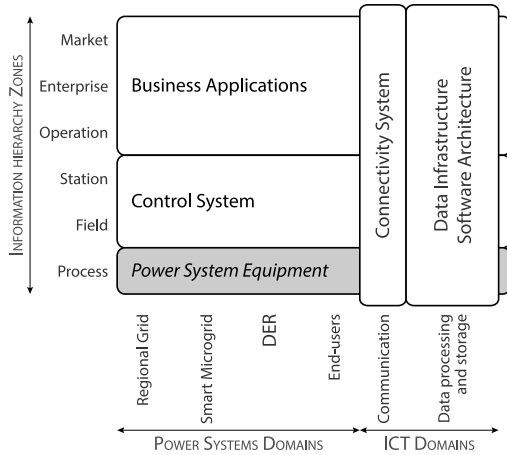 INFORMATION HIERARCHY ZONES
Market
Enterprise
Operation
Station
Field
Process
Business Applications
Control System
Power System Equipment
Connectivity System
Data Infrastructure
Software Architecture
Regional Grid
Smart Microgrid
DER
End-users
Communication
Data processing
and storage
POWER SYSTEMS DOMAINS
ICT DOMAINS